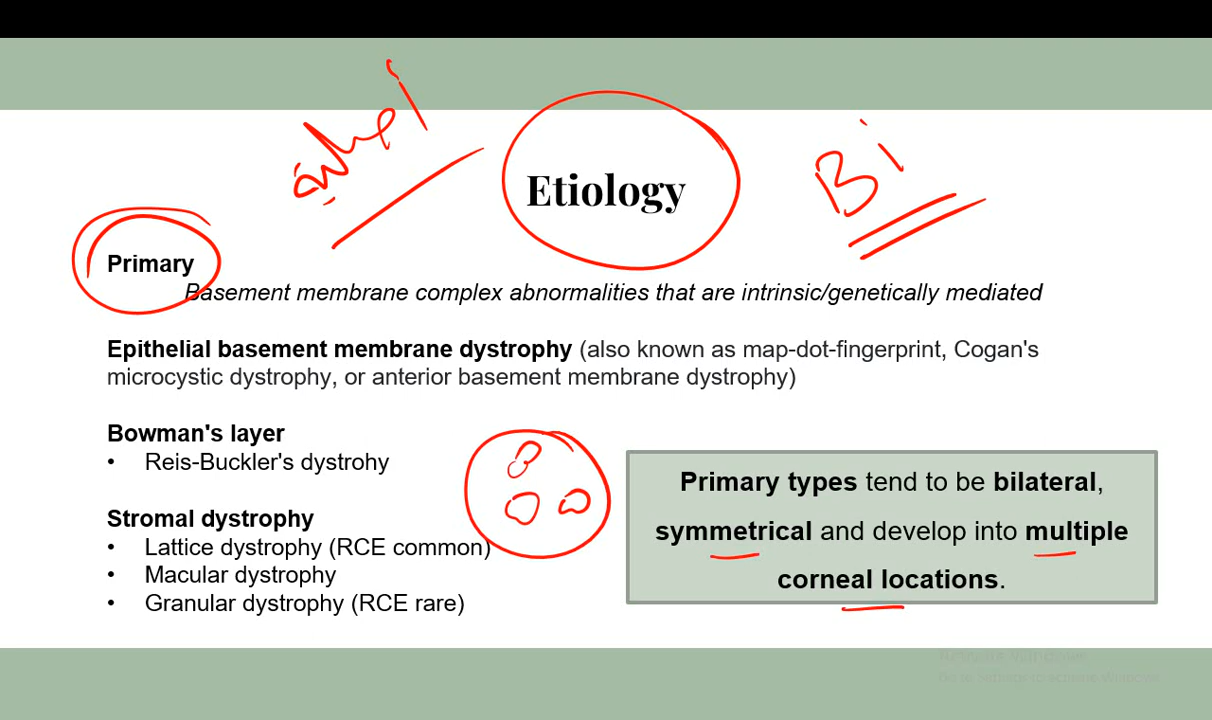 Bi
Etiology
Primary
Basement membrane complex abnormalities that are intrinsic/genetically mediated
Epithelial basement membrane dystrophy (also known as map-dot-fingerprint, Cogan's
microcystic dystrophy, or anterior basement membrane dystrophy)
Bowman's layer
• Reis-Buckler's dystrohy
Stromal dystrophy
• Lattice dystrophy (RCE common)
• Macular dystrophy
• Granular dystrophy (RCE rare)
Primary types tend to be bilateral,
symmetrical and develop into multiple
corneal locations.